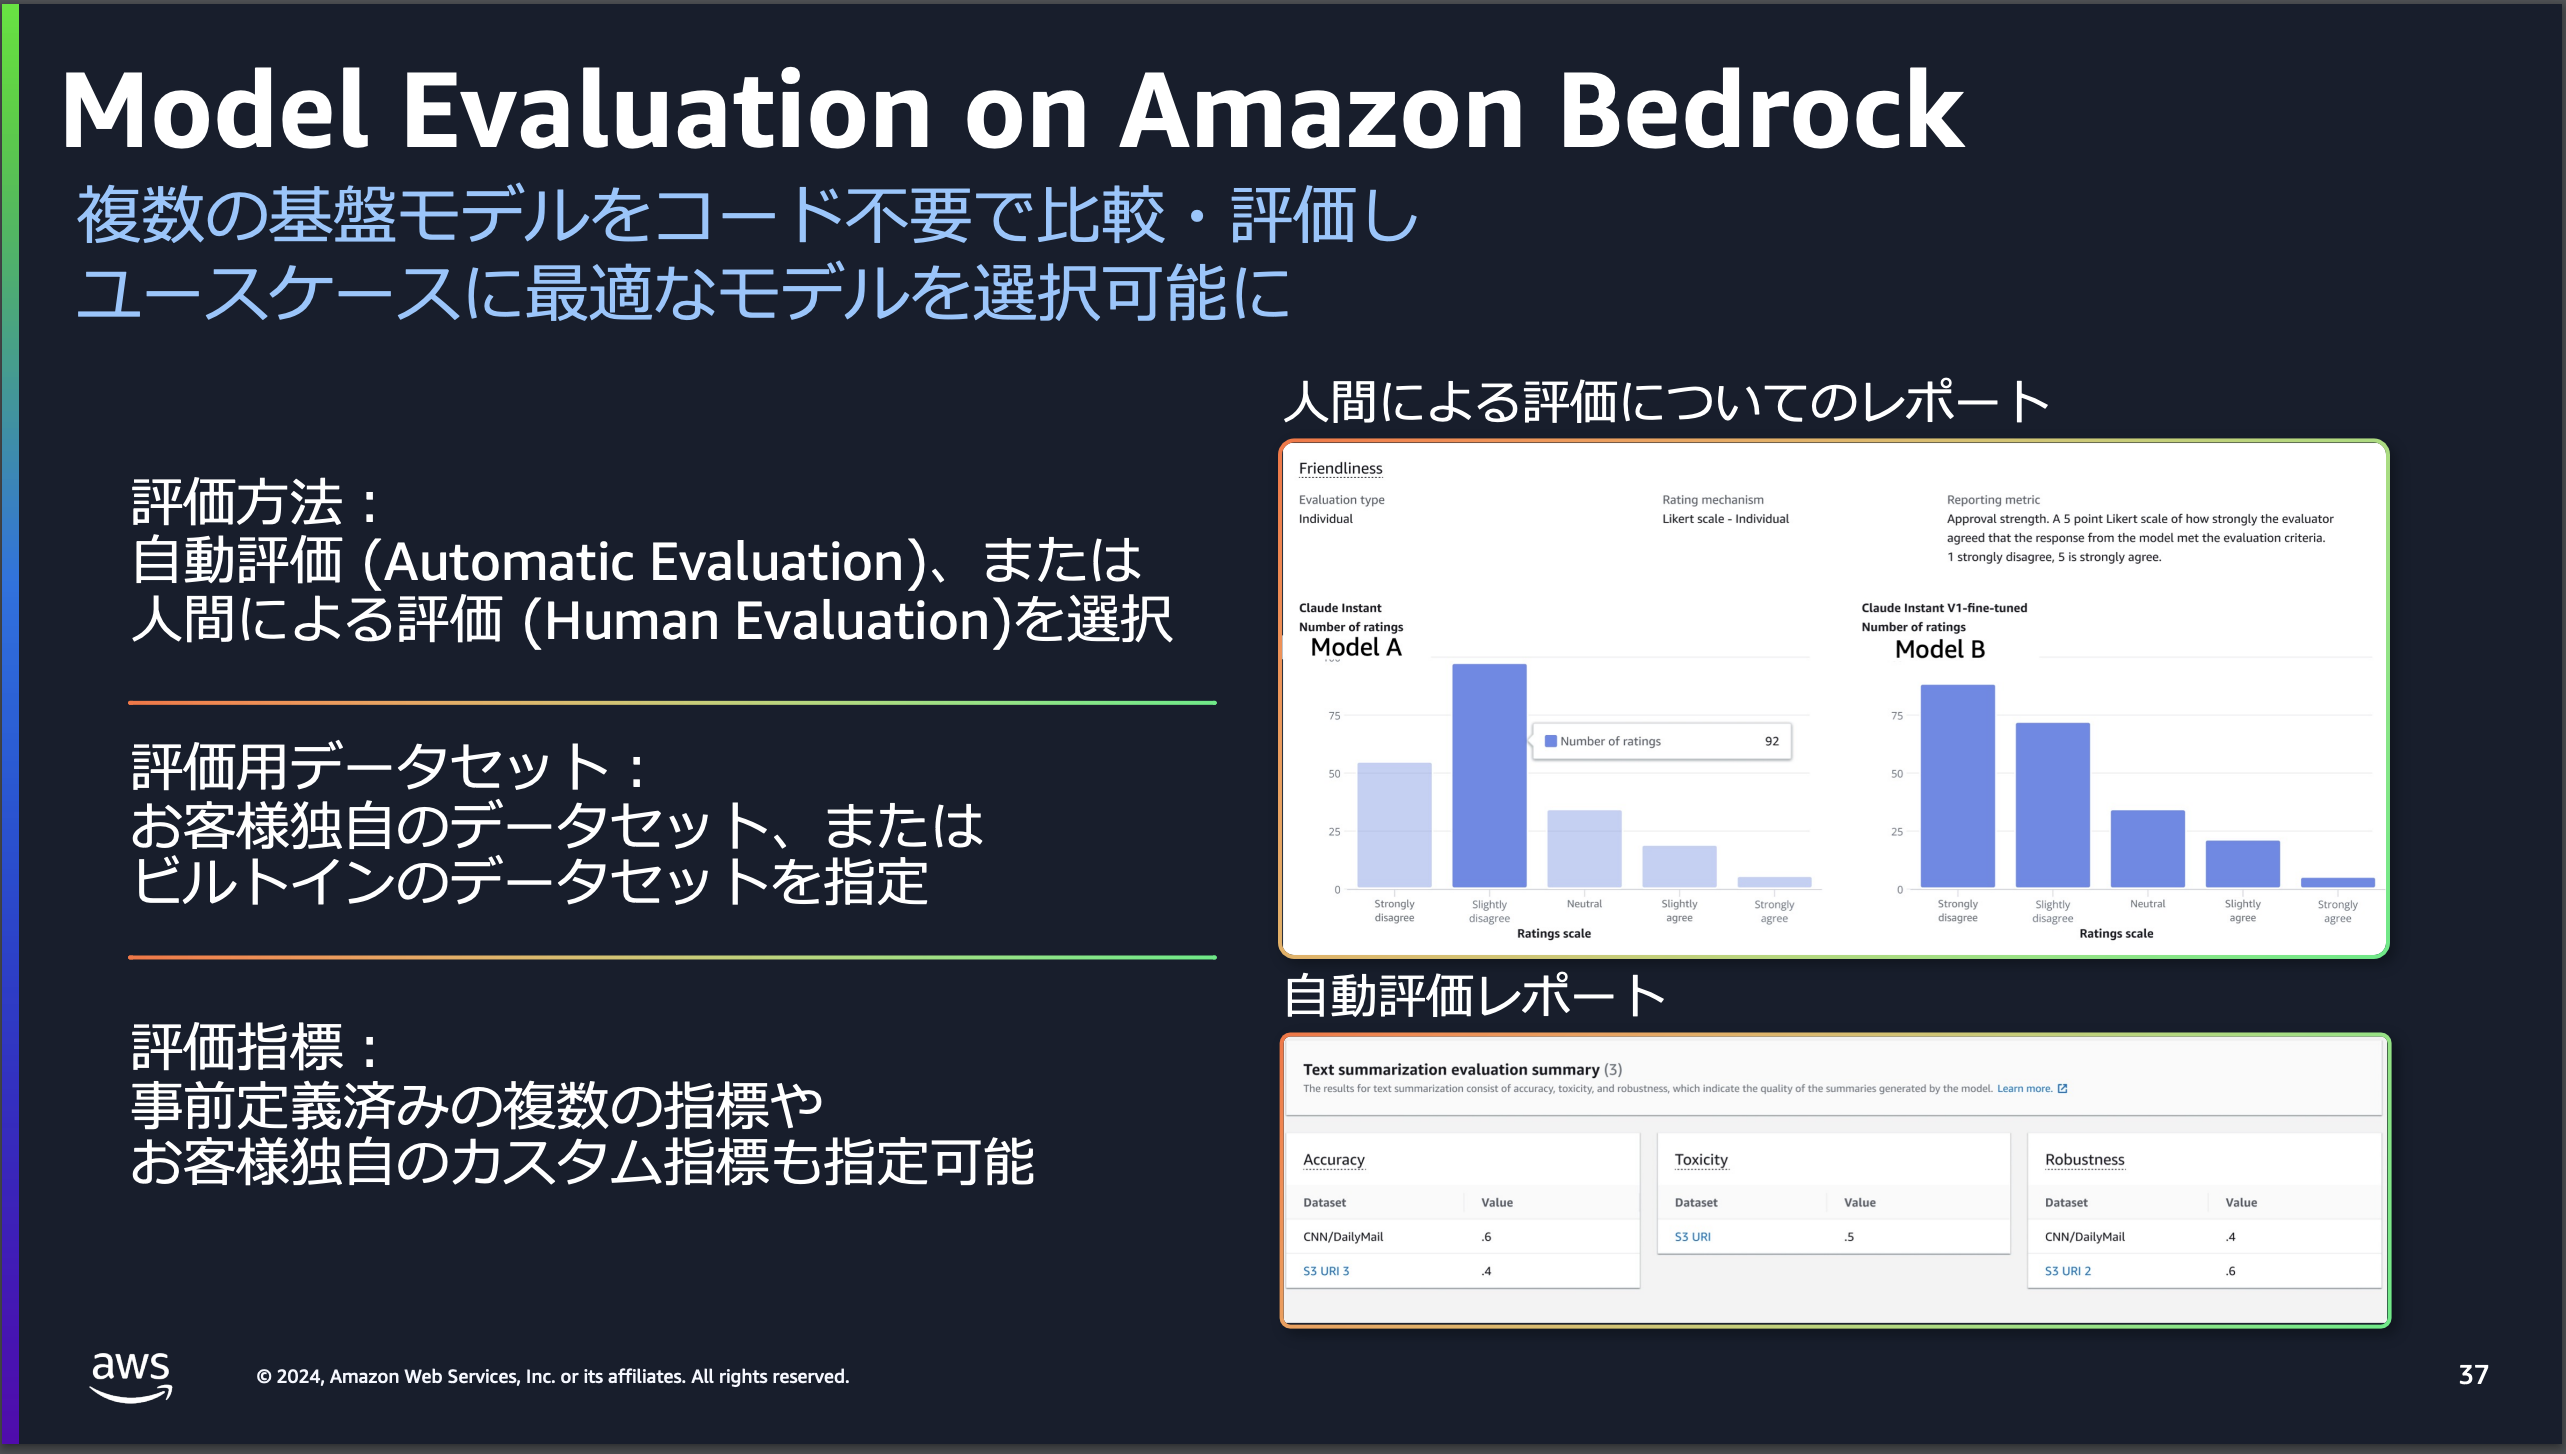 Model Evaluation on Amazon Bedrock
複数の基盤モデルをコード不要で比較・評価し
ユースケースに最適なモデルを選択可能に
評価方法：
自動評価 (Automatic Evaluation)、または
人間による評価 (Human Evaluation)を選択
評価用データセット：
お客様独自のデータセット、または
ビルトインのデータセットを指定
評価指標：
事前定義済みの複数の指標や
お客様独自のカスタム指標も指定可能
人間による評価についてのレポート
Friendliness
Evaluation type
Individual
Rating mechanism
Likert scale - Individual
Reporting metric
Approval strength. A 5 point Likert scale of how strongly the evaluator
agreed that the response from the model met the evaluation criteria.
1 strongly disagree, 5 is strongly agree.
Claude Instant
Number of ratings
Model A
75
50
25
0
Number of ratings 92
Strongly disagree
Slightly disagree
Neutral
Slightly agree
Strongly agree
Ratings scale
Claude Instant V1-fine-tuned
Number of ratings
Model B
75
50
25
0
Strongly disagree
Slightly disagree
Neutral
Slightly agree
Strongly agree
Ratings scale
自動評価レポート
Text summarization evaluation summary (3)
The results for text summarization consist of accuracy, toxicity, and robustness, which indicate the quality of the summaries generated by the model. Learn more.
Accuracy
Dataset Value
CNN/DailyMail .6
S3 URI 3 .4
Toxicity
Dataset Value
S3 URI .5
Robustness
Dataset Value
CNN/DailyMail .4
S3 URI 2 .6
aws
© 2024, Amazon Web Services, Inc. or its affiliates. All rights reserved.
37